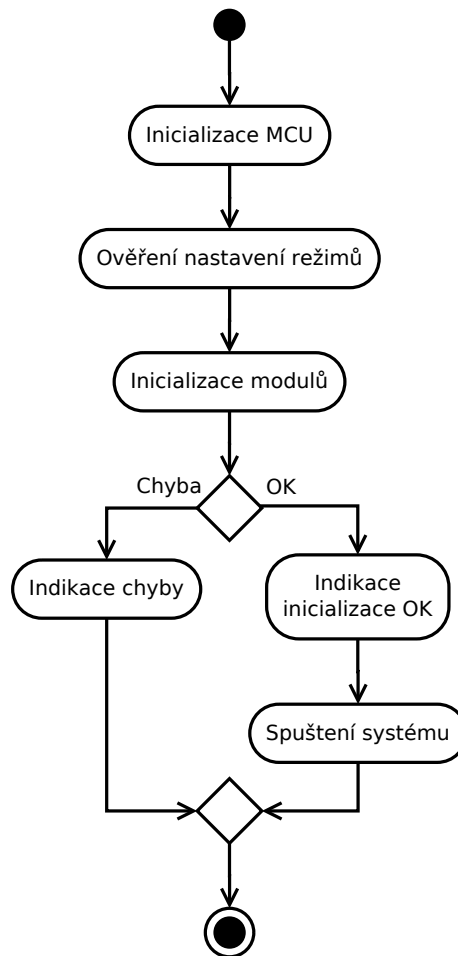 Inicializace MCU
Ověření nastavení režimů
Inicializace modulů
Chyba
OK
Indikace chyby
Indikace
inicializace OK
Spuštení systému